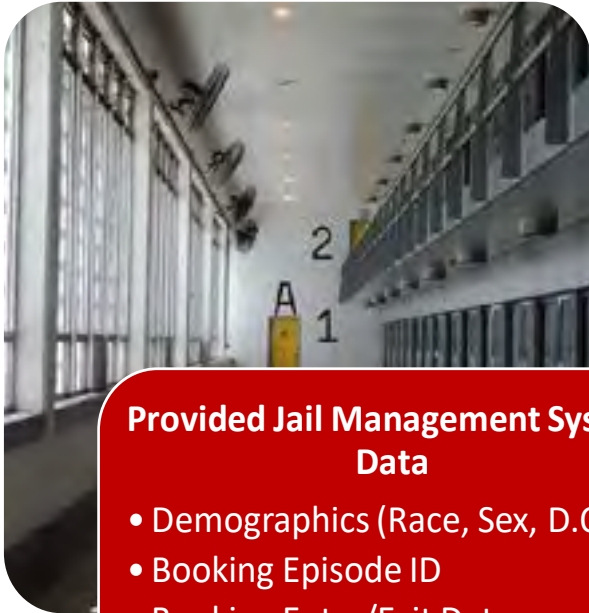 2
A
1
Provided Jail Management Sys
Data
• Demographics (Race, Sex, D.O
• Booking Episode ID